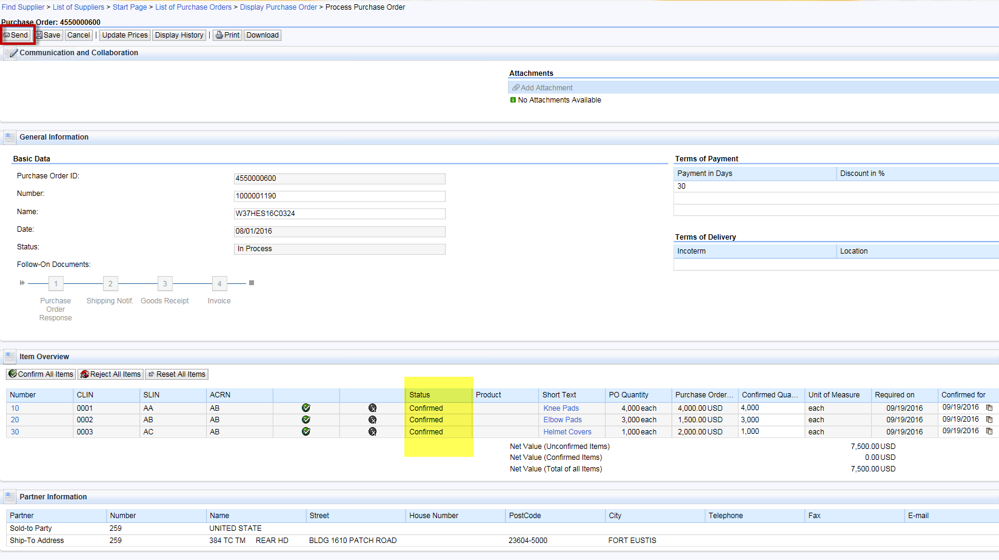 Find Supplier > List of Suppliers > Start Page > List of Purchase Orders > Display Purchase Order > Process Purchase Order
Purchase Order: 4550000600
Send Save Cancel | Update Prices Display History | Print Download
Communication and Collaboration
Attachments
Add Attachment
No Attachments Available
General Information
Basic Data
Purchase Order ID: 4550000600
Number: 1000001190
Name: W37HES16C0324
Date: 08/01/2016
Status: In Process
Follow-On Documents:
1 2 3 4
Purchase Order Response Shipping Notif. Goods Receipt Invoice
Terms of Payment
Payment in Days Discount in %
30
Terms of Delivery
Incoterm Location
Item Overview
Confirm All Items Reject All Items Reset All Items
Number CLIN SLIN ACRN Status Product Short Text PO Quantity Purchase Order... Confirmed Qua... Unit of Measure Required on Confirmed for
10 0001 AA AB Confirmed Knee Pads 4,000 each 4,000.00 USD 4,000 each 09/19/2016 09/19/2016
20 0002 AB AB Confirmed Elbow Pads 3,000 each 1,500.00 USD 3,000 each 09/19/2016 09/19/2016
30 0003 AC AB Confirmed Helmet Covers 1,000 each 2,000.00 USD 1,000 each 09/19/2016 09/19/2016
Net Value (Unconfirmed Items) 7,500.00 USD
Net Value (Confirmed Items) 0.00 USD
Net Value (Total of all Items) 7,500.00 USD
Partner Information
Partner Number Name Street House Number PostCode City Telephone Fax E-mail
Sold-to Party 259 UNITED STATE
Ship-To Address 259 384 TC TM REAR HD BLDG 1610 PATCH ROAD 23604-5000 FORT EUSTIS